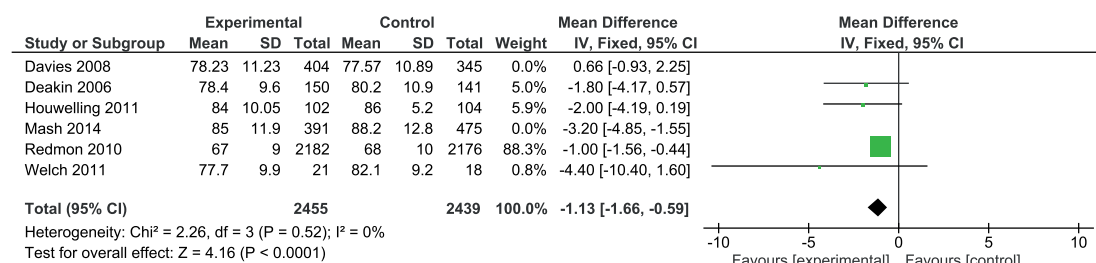 Experimental Control Mean Difference Mean Difference
Study or Subgroup Mean SD Total Mean SD Total Weight IV, Fixed, 95% CI IV, Fixed, 95% CI
Davies 2008 78.23 11.23 404 77.57 10.89 345 0.0% 0.66 [-0.93, 2.25]
Deakin 2006 78.4 9.6 150 80.2 10.9 141 5.0% -1.80 [-4.17, 0.57]
Houwelling 2011 84 10.05 102 86 5.2 104 5.9% -2.00 [-4.19, 0.19]
Mash 2014 85 11.9 391 88.2 12.8 475 0.0% -3.20 [-4.85, -1.55]
Redmon 2010 67 9 2182 68 10 2176 88.3% -1.00 [-1.56, -0.44]
Welch 2011 77.7 9.9 21 82.1 9.2 18 0.8% -4.40 [-10.40, 1.60]
Total (95% CI) 2455 2439 100.0% -1.13 [-1.66, -0.59]
Heterogeneity: Chi² = 2.26, df = 3 (P = 0.52); I² = 0%
Test for overall effect: Z = 4.16 (P < 0.0001)
-10 -5 0 5 10
Favours [experimental] Favours [control]